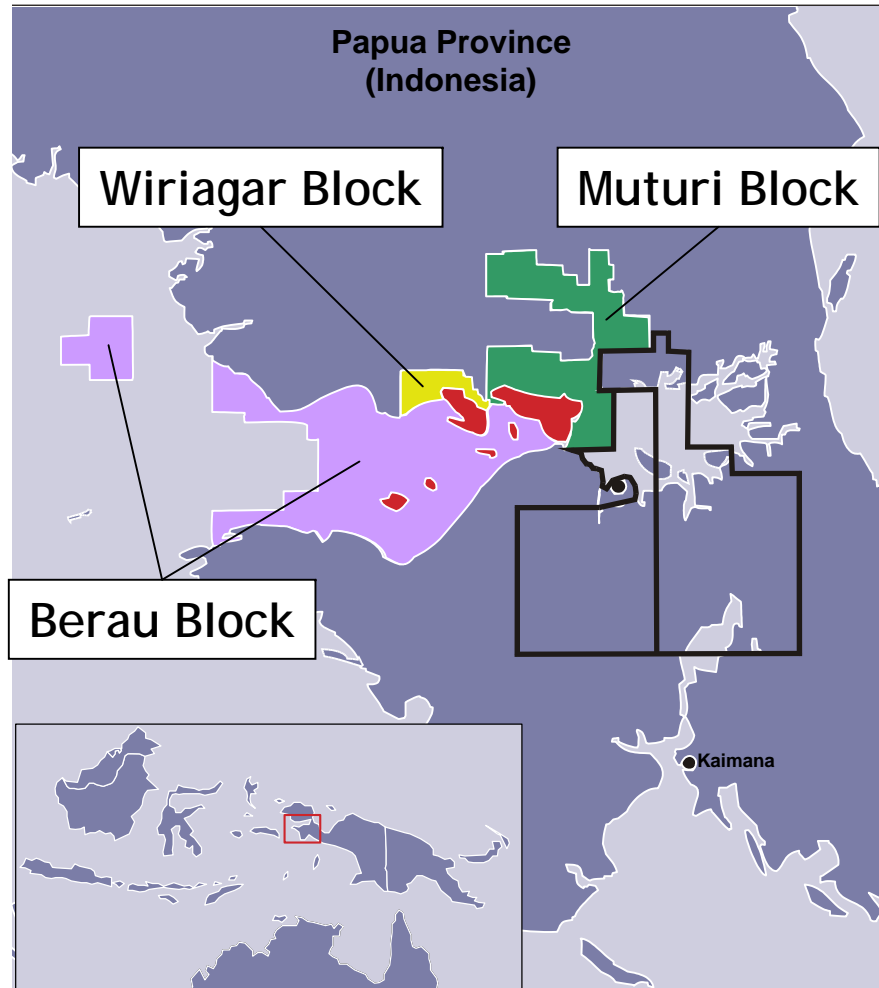 Papua Province
(Indonesia)
Wiriagar Block
Muturi Block
Berau Block
Kaimana